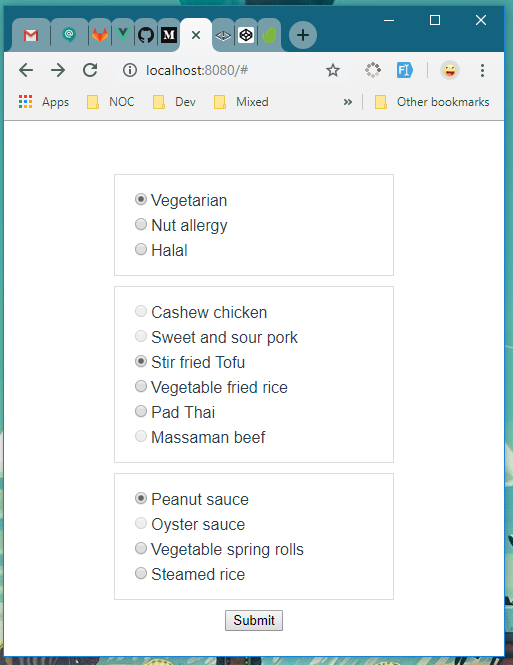 localhost:8080/#
Apps NOC Dev Mixed » Other bookmarks
Vegetarian
Nut allergy
Halal
Cashew chicken
Sweet and sour pork
Stir fried Tofu
Vegetable fried rice
Pad Thai
Massaman beef
Peanut sauce
Oyster sauce
Vegetable spring rolls
Steamed rice
Submit